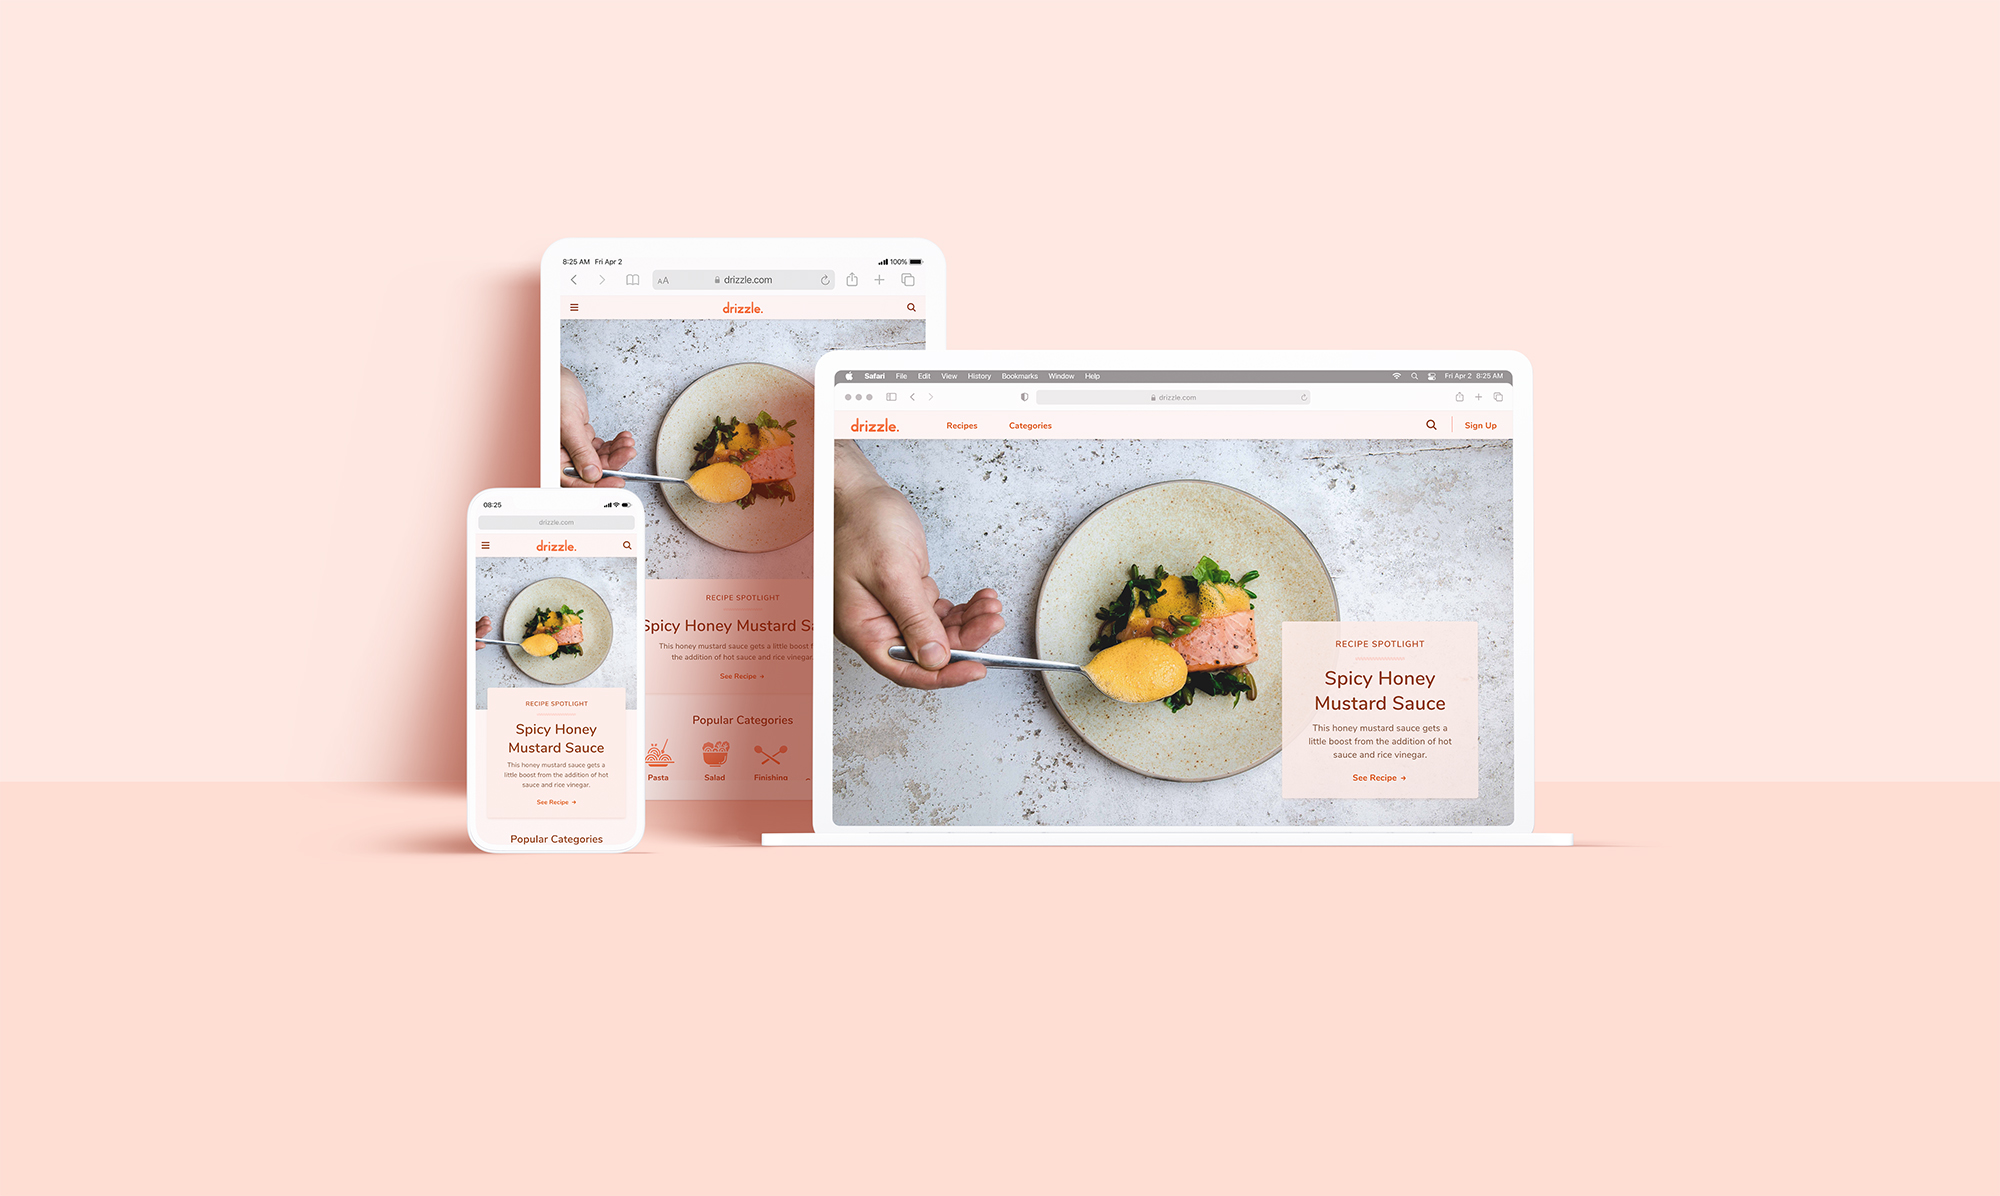 8:25 AM Fri Apr 2
100%
AA
drizzle.com
drizzle.
RECIPE SPOTLIGHT
Spicy Honey Mustard
This honey mustard sauce gets a little boost
the addition of hot sauce and rice vinegar.
See Recipe →
Popular Categories
Pasta
Salad
Finishing
08:25
drizzle.com
drizzle.
RECIPE SPOTLIGHT
Spicy Honey
Mustard Sauce
This honey mustard sauce gets a
little boost from the addition of hot
sauce and rice vinegar.
See Recipe →
Popular Categories
Safari File Edit View History Bookmarks Window Help
Fri Apr 2 8:25 AM
drizzle.com
drizzle.
Recipes
Categories
Sign Up
RECIPE SPOTLIGHT
Spicy Honey
Mustard Sauce
This honey mustard sauce gets a
little boost from the addition of hot
sauce and rice vinegar.
See Recipe →